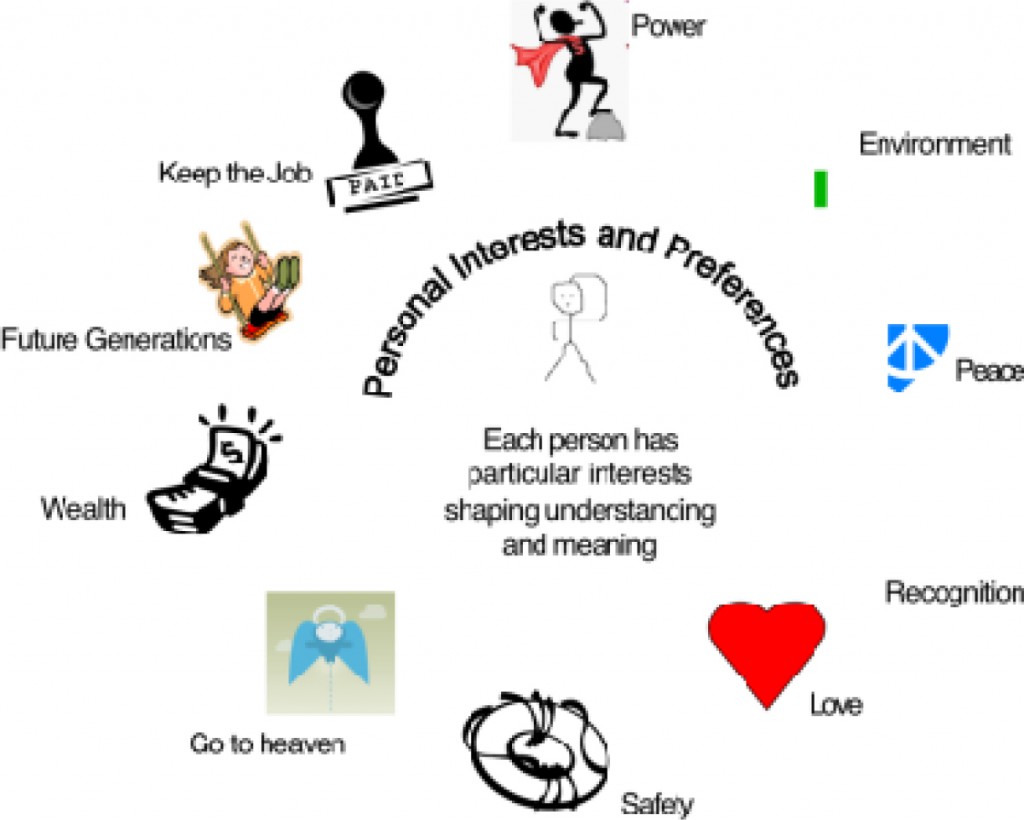 Power
Environment
Keep the Job
PAIT
Personal Interests and Preferences
Future Generations
Peace
Each person has
particular interests
shaping understancing
and meaning
Wealth
Recognition
Love
Go to heaven
Safety